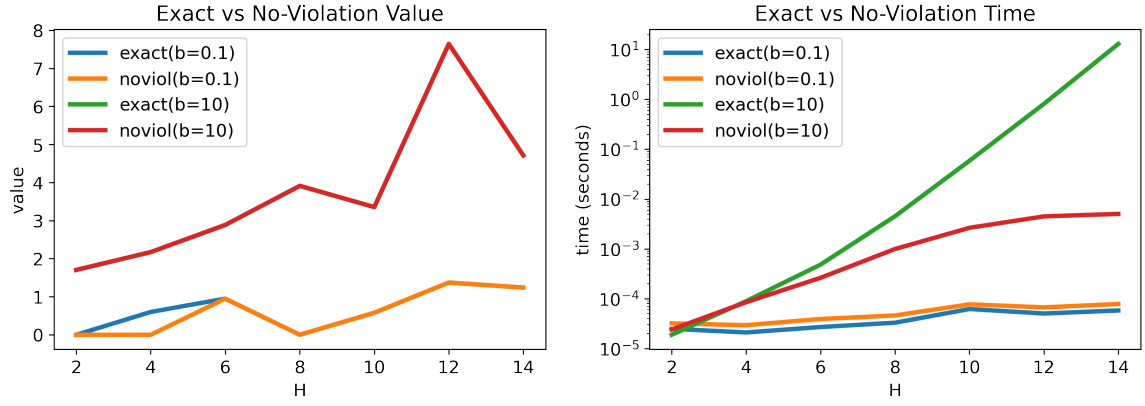 Exact vs No-Violation Value
8
7
6
5
4
3
2
1
0
value
exact(b=0.1)
noviol(b=0.1)
exact(b=10)
noviol(b=10)
2 4 6 8 10 12 14
H
Exact vs No-Violation Time
10^1
10^0
10^−1
10^−2
10^−3
10^−4
10^−5
time (seconds)
exact(b=0.1)
noviol(b=0.1)
exact(b=10)
noviol(b=10)
2 4 6 8 10 12 14
H